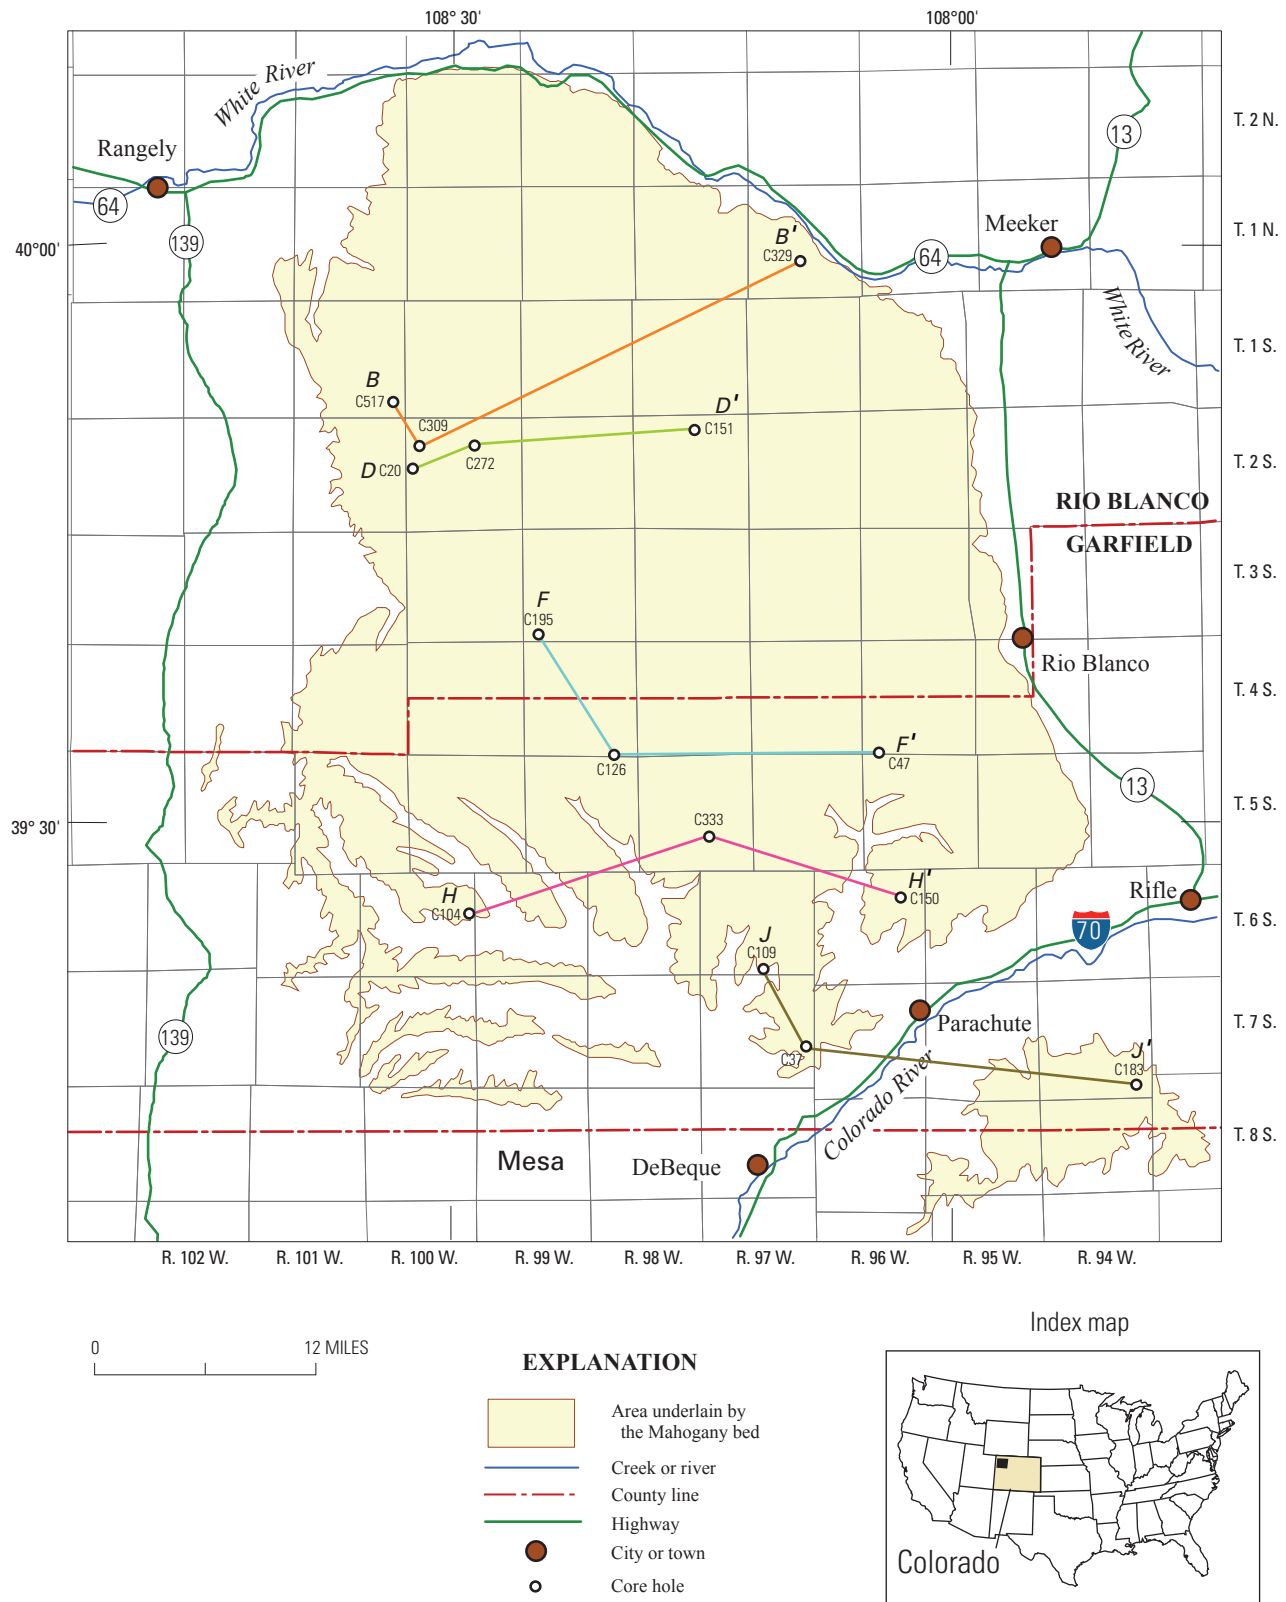 108° 30'
108° 00'
White River
T. 2 N.
13
Rangely
64
Meeker
T. 1 N.
139
40° 00'
B'
C329
64
White River
T. 1 S.
B
C517
C309
D'
C151
D C20
C272
T. 2 S.
RIO BLANCO
GARFIELD
T. 3 S.
F
C195
Rio Blanco
T. 4 S.
F'
C126
C47
13
T. 5 S.
39° 30'
C333
H
C104
H'
C150
Rifle
70
T. 6 S.
J
C109
139
Parachute
T. 7 S.
C37
J'
C183
Colorado River
T. 8 S.
Mesa
DeBeque
R. 102 W.
R. 101 W.
R. 100 W.
R. 99 W.
R. 98 W.
R. 97 W.
R. 96 W.
R. 95 W.
R. 94 W.
0
12 MILES
EXPLANATION
Area underlain by
the Mahogany bed
Creek or river
County line
Highway
City or town
Core hole
Index map
Colorado